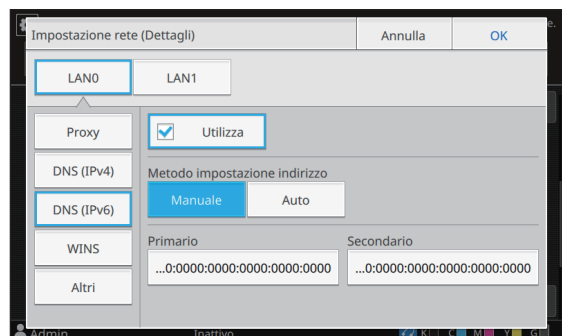 Impostazione rete (Dettagli)
Annulla
OK
e.
LAN0
LAN1
Proxy
DNS (IPv4)
DNS (IPv6)
WINS
Altri
Utilizza
Metodo impostazione indirizzo
Manuale
Auto
Primario
Secondario
...0:0000:0000:0000:0000:0000
...0:0000:0000:0000:0000:0000
Admin
Inattivo
K
C
M
Y
G